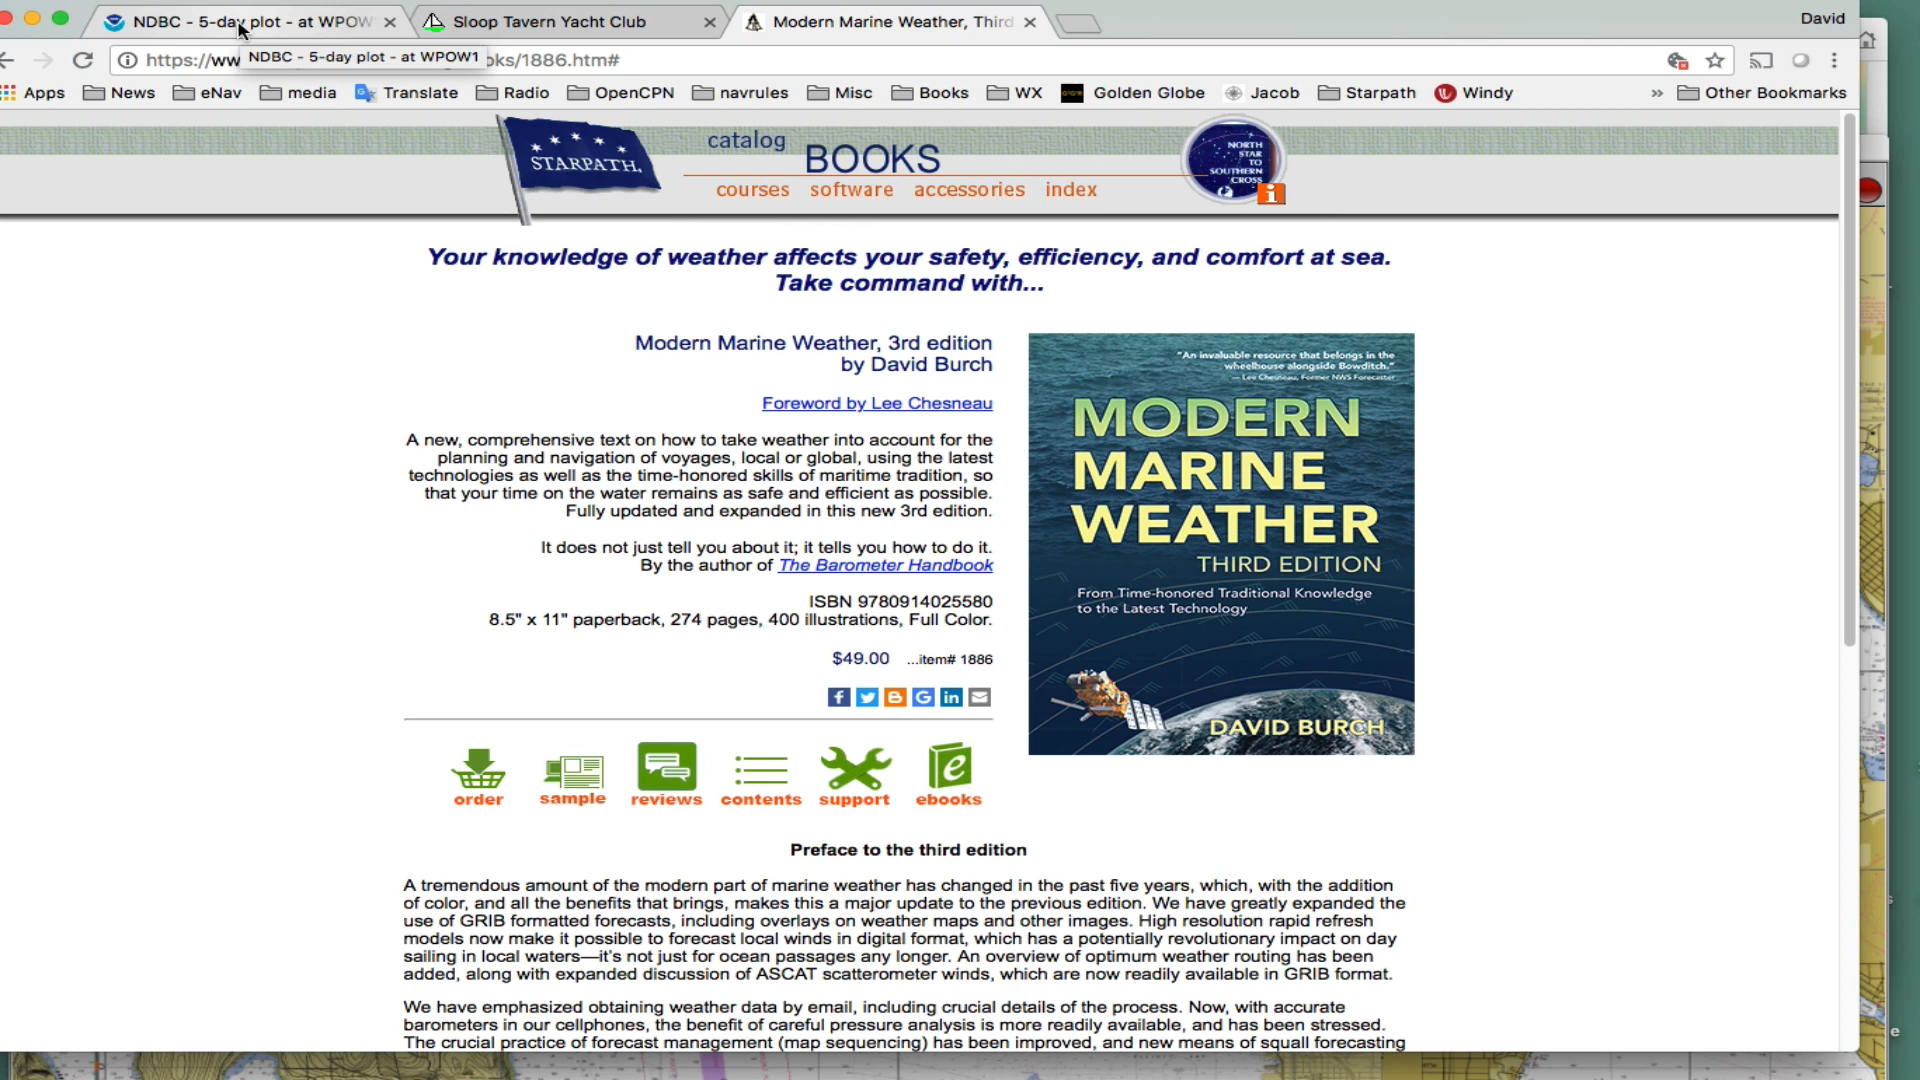 NDBC - 5-day plot - at WPOW
Sloop Tavern Yacht Club
Modern Marine Weather, Third
David
https://ww
NDBC - 5-day plot - at WPOW1
oks/1886.htm#
Apps
News
eNav
media
Translate
Radio
OpenCPN
navrules
Misc
Books
WX
Golden Globe
Jacob
Starpath
Windy
»
Other Bookmarks
STARPATH
catalog
BOOKS
courses software accessories index
NORTH
STAR
TO
SOUTHERN
CROSS
i
Your knowledge of weather affects your safety, efficiency, and comfort at sea.
Take command with...
Modern Marine Weather, 3rd edition
by David Burch
Foreword by Lee Chesneau
A new, comprehensive text on how to take weather into account for the
planning and navigation of voyages, local or global, using the latest
technologies as well as the time-honored skills of maritime tradition, so
that your time on the water remains as safe and efficient as possible.
Fully updated and expanded in this new 3rd edition.
It does not just tell you about it; it tells you how to do it.
By the author of The Barometer Handbook
ISBN 9780914025580
8.5" x 11" paperback, 274 pages, 400 illustrations, Full Color.
$49.00 ...item# 1886
order
sample
reviews
contents
support
ebooks
"An invaluable resource that belongs in the
wheelhouse alongside Bowditch."
— Lee Chesneau, Former NWS Forecaster
MODERN
MARINE
WEATHER
THIRD EDITION
From Time-honored Traditional Knowledge
to the Latest Technology
DAVID BURCH
Preface to the third edition
A tremendous amount of the modern part of marine weather has changed in the past five years, which, with the addition
of color, and all the benefits that brings, makes this a major update to the previous edition. We have greatly expanded the
use of GRIB formatted forecasts, including overlays on weather maps and other images. High resolution rapid refresh
models now make it possible to forecast local winds in digital format, which has a potentially revolutionary impact on day
sailing in local waters—it's not just for ocean passages any longer. An overview of optimum weather routing has been
added, along with expanded discussion of ASCAT scatterometer winds, which are now readily available in GRIB format.
We have emphasized obtaining weather data by email, including crucial details of the process. Now, with accurate
barometers in our cellphones, the benefit of careful pressure analysis is more readily available, and has been stressed.
The crucial practice of forecast management (map sequencing) has been improved, and new means of squall forecasting